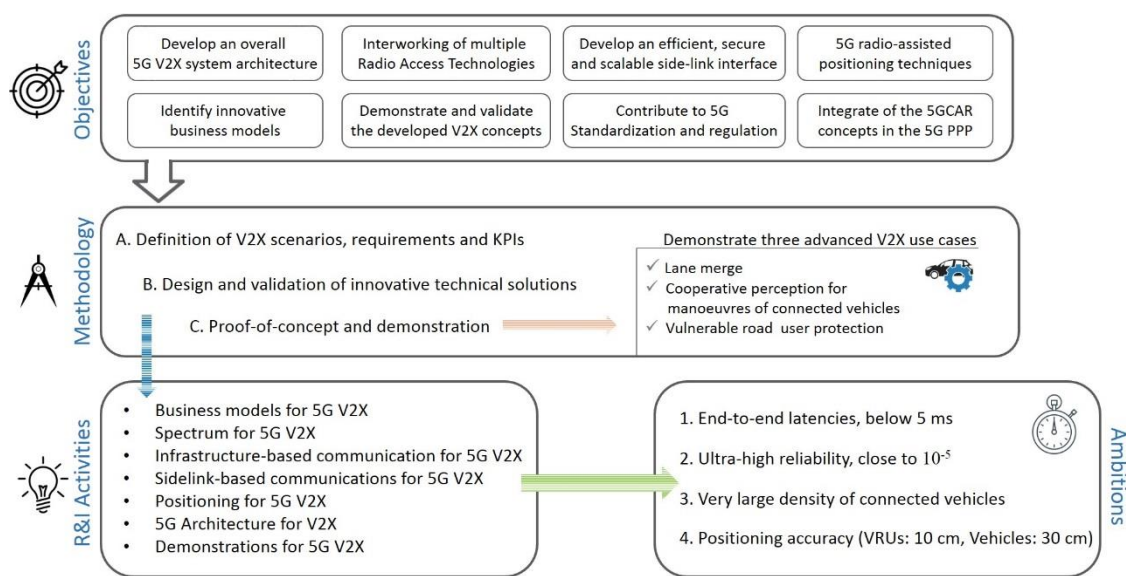 Objectives
Develop an overall
5G V2X system architecture
Interworking of multiple
Radio Access Technologies
Develop an efficient, secure
and scalable side-link interface
5G radio-assisted
positioning techniques
Identify innovative
business models
Demonstrate and validate
the developed V2X concepts
Contribute to 5G
Standardization and regulation
Integrate of the 5GCAR
concepts in the 5G PPP
Methodology
A. Definition of V2X scenarios, requirements and KPIs
B. Design and validation of innovative technical solutions
C. Proof-of-concept and demonstration
Demonstrate three advanced V2X use cases
✓ Lane merge
✓ Cooperative perception for
manoeuvres of connected vehicles
✓ Vulnerable road user protection
R&I Activities
• Business models for 5G V2X
• Spectrum for 5G V2X
• Infrastructure-based communication for 5G V2X
• Sidelink-based communications for 5G V2X
• Positioning for 5G V2X
• 5G Architecture for V2X
• Demonstrations for 5G V2X
1. End-to-end latencies, below 5 ms
2. Ultra-high reliability, close to 10⁻⁵
3. Very large density of connected vehicles
4. Positioning accuracy (VRUs: 10 cm, Vehicles: 30 cm)
Ambitions